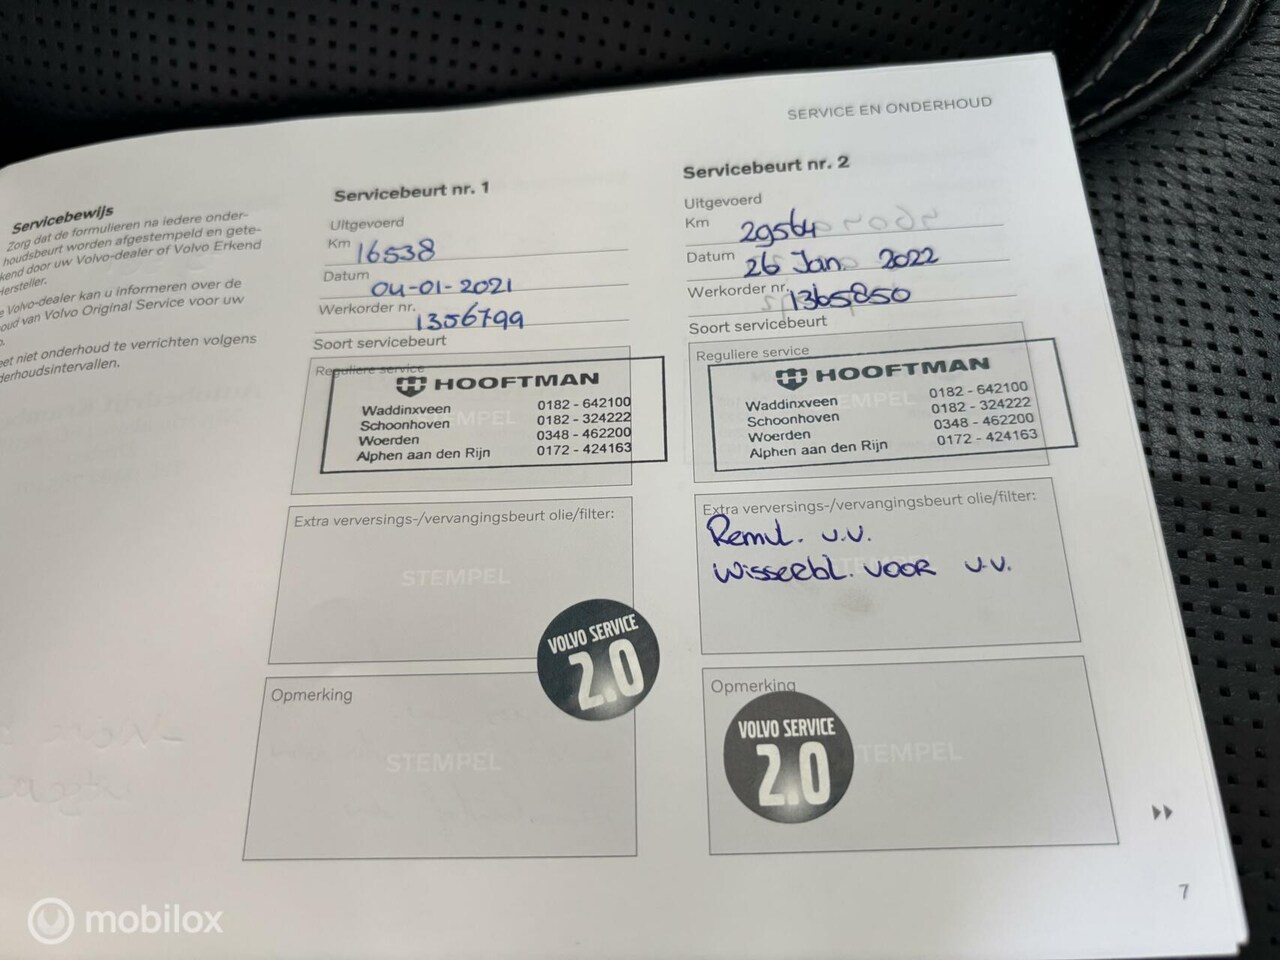 SERVICE EN ONDERHOUD
Servicebewijs
Zorg dat de formulieren na iedere onder-
houdsbeurt worden afgestempeld en gete-
kend door uw Volvo-dealer of Volvo Erkend
Hersteller.
Volvo-dealer kan u informeren over de
oud van Volvo Original Service voor uw
niet onderhoud te verrichten volgens
derhoudsintervallen.
Servicebeurt nr. 1
Uitgevoerd
Km 16538
Datum 04-01-2021
Werkorder nr. 1356799
Soort servicebeurt
Reguliere service
HOOFTMAN
STEMPEL
Waddinxveen 0182 - 642100
Schoonhoven 0182 - 324222
Woerden 0348 - 462200
Alphen aan den Rijn 0172 - 424163
Extra verversings-/vervangingsbeurt olie/filter:
STEMPEL
VOLVO SERVICE
2.0
Opmerking
STEMPEL
Servicebeurt nr. 2
Uitgevoerd
Km 29564
Datum 26 Jan. 2022
Werkorder nr. 1365850
Soort servicebeurt
Reguliere service
HOOFTMAN
STEMPEL
Waddinxveen 0182 - 642100
Schoonhoven 0182 - 324222
Woerden 0348 - 462200
Alphen aan den Rijn 0172 - 424163
Extra verversings-/vervangingsbeurt olie/filter:
Remvl. v.v.
Wisserbl. VOOR v.v.
Opmerking
VOLVO SERVICE
2.0
STEMPEL
7
mobilox